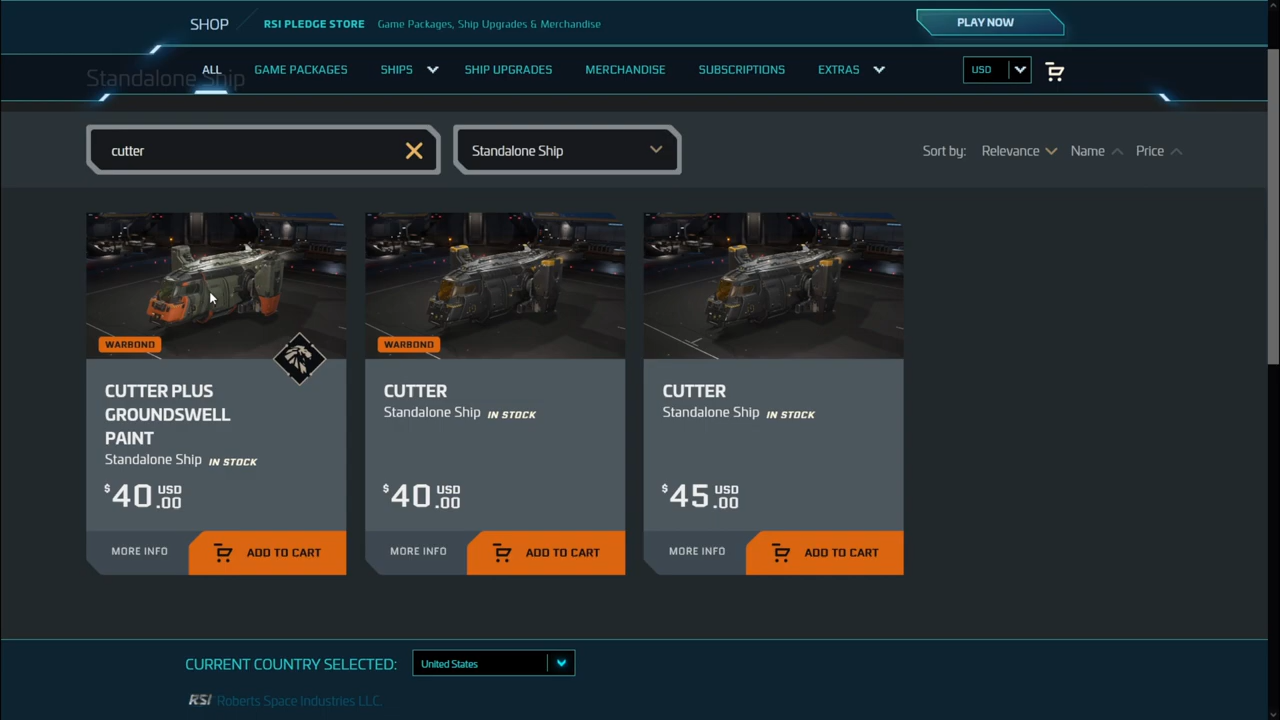 SHOP
RSI PLEDGE STORE Game Packages, Ship Upgrades & Merchandise
PLAY NOW
Standalone Ship
ALL GAME PACKAGES SHIPS SHIP UPGRADES MERCHANDISE SUBSCRIPTIONS EXTRAS USD
cutter
Standalone Ship
Sort by: Relevance Name Price
WARBOND
CUTTER PLUS
GROUNDSWELL
PAINT
Standalone Ship IN STOCK
$40.00 USD
MORE INFO ADD TO CART
WARBOND
CUTTER
Standalone Ship IN STOCK
$40.00 USD
MORE INFO ADD TO CART
CUTTER
Standalone Ship IN STOCK
$45.00 USD
MORE INFO ADD TO CART
CURRENT COUNTRY SELECTED: United States
RSI Roberts Space Industries LLC.